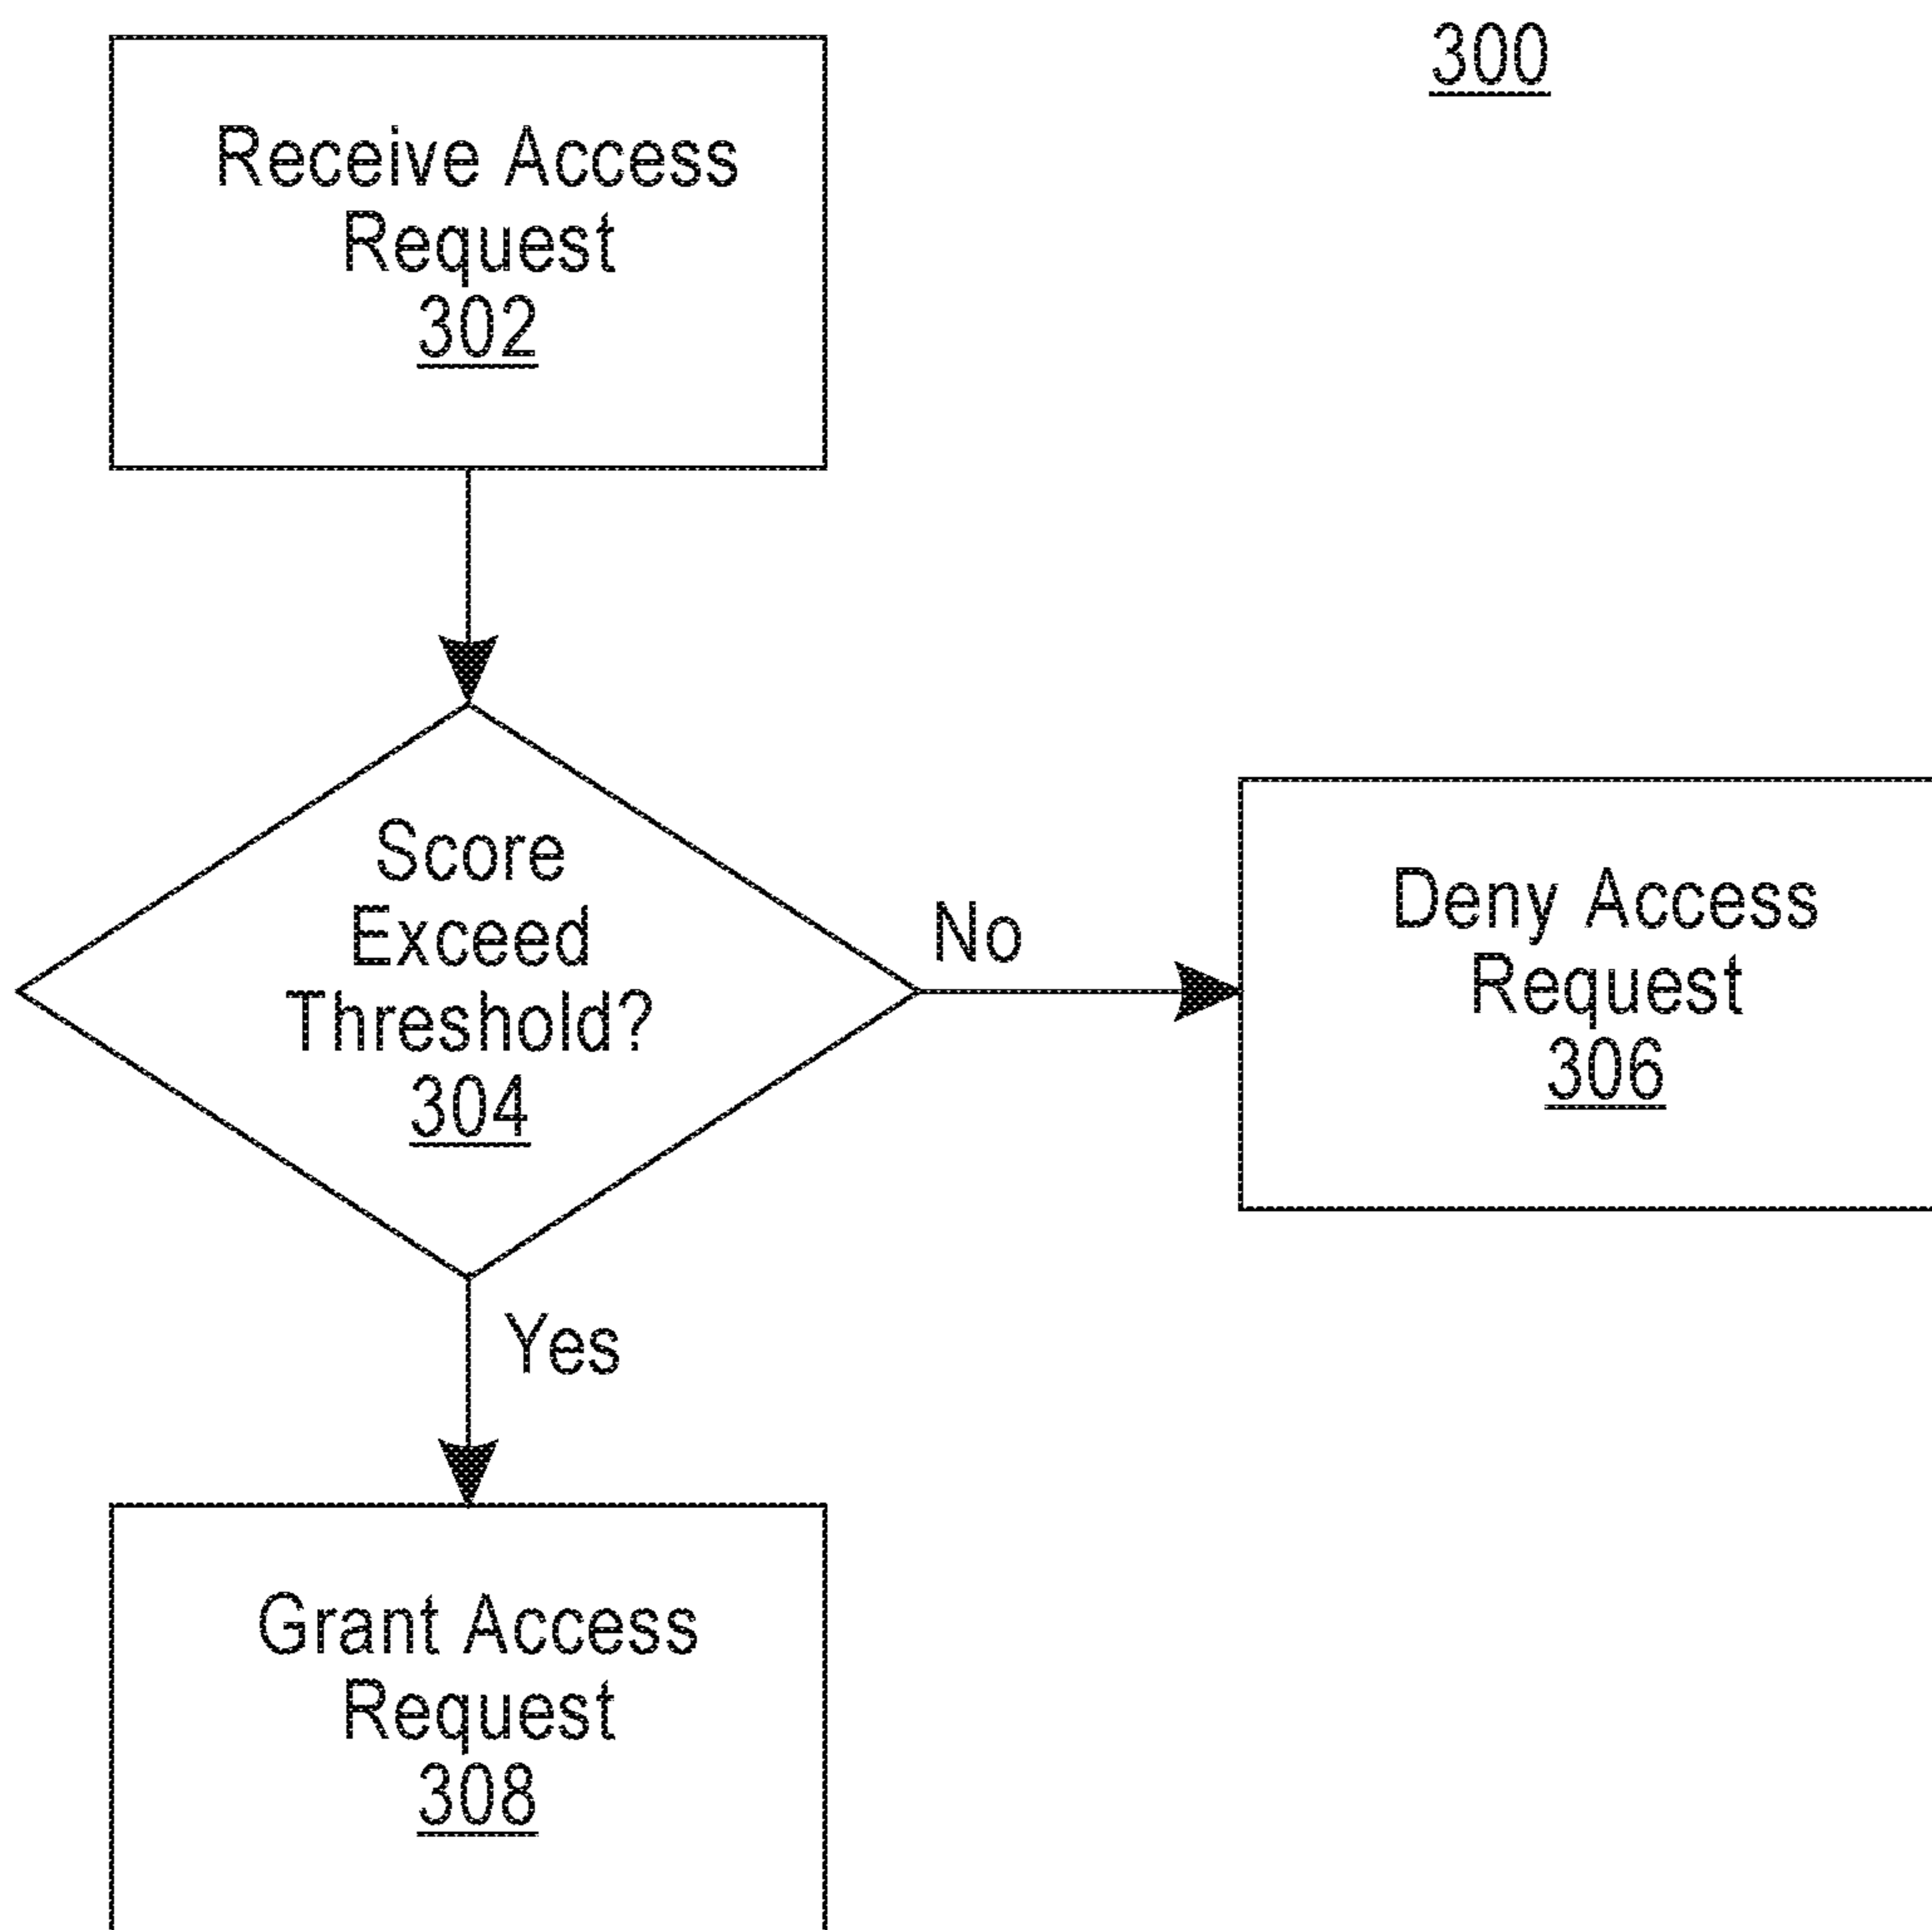 300
Receive Access
Request
302
Score
Exceed
Threshold?
304
No
Deny Access
Request
306
Yes
Grant Access
Request
308